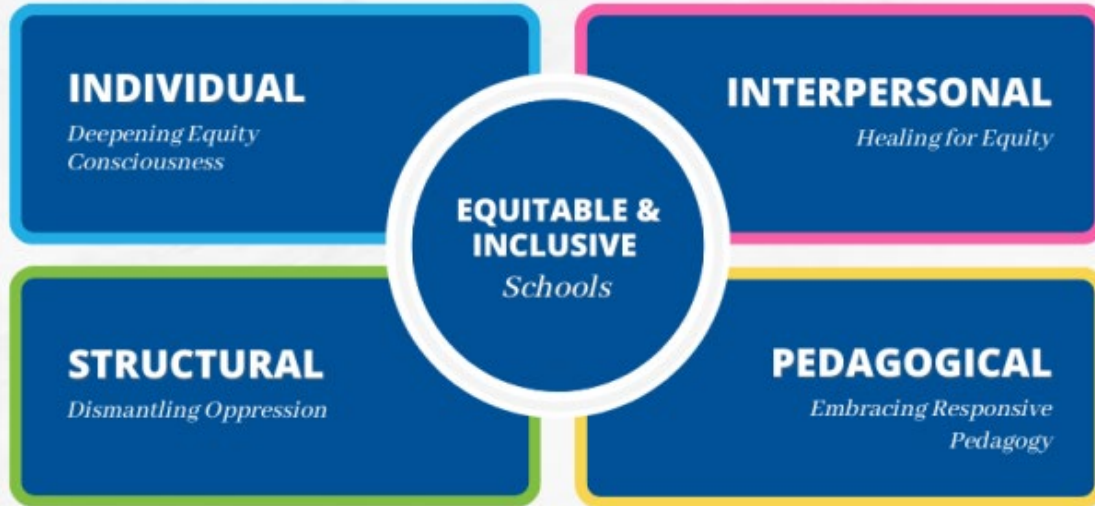 INDIVIDUAL
Deepening Equity
Consciousness
INTERPERSONAL
Healing for Equity
EQUITABLE &
INCLUSIVE
Schools
STRUCTURAL
Dismantling Oppression
PEDAGOGICAL
Embracing Responsive
Pedagogy